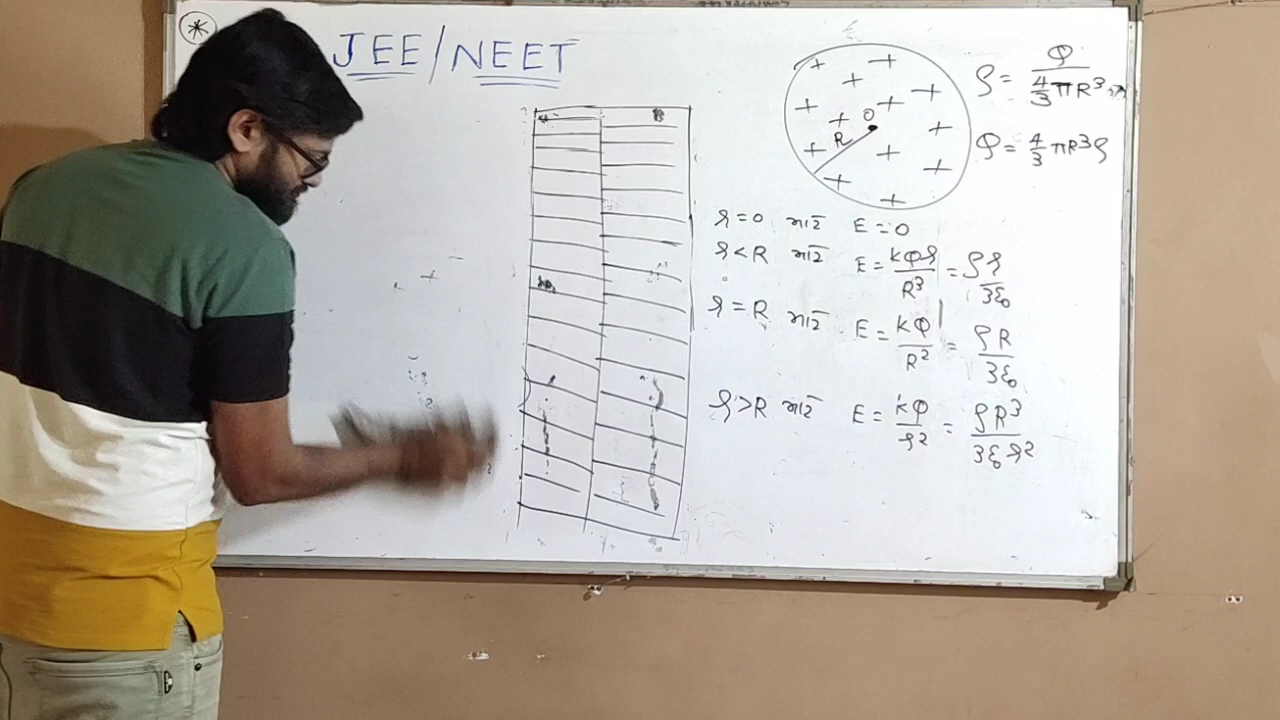 *
JEE/NEET
+ + + + + + + + + + + + + +
O
R
ρ = Q / (4/3 πR³)
Q = 4/3 πR³ρ
r = 0 માટે E = 0
r < R માટે E = kQr / R³ = ρr / 3ε₀
r = R માટે E = kQ / R² = ρR / 3ε₀
r > R માટે E = kQ / r² = ρR³ / 3ε₀r²